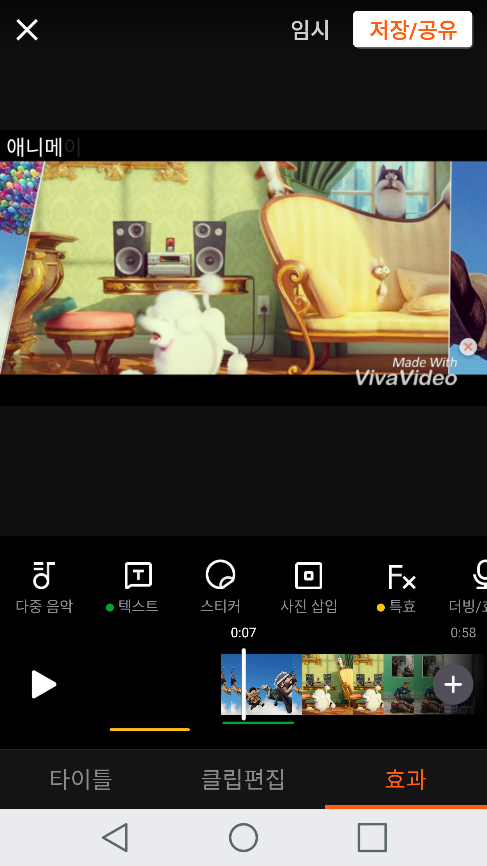 임시
저장/공유
애니메이
Made With
VivaVideo
다중 음악
텍스트
스티커
사진 삽입
특효
더빙/
0:07
0:58
타이틀
클립편집
효과